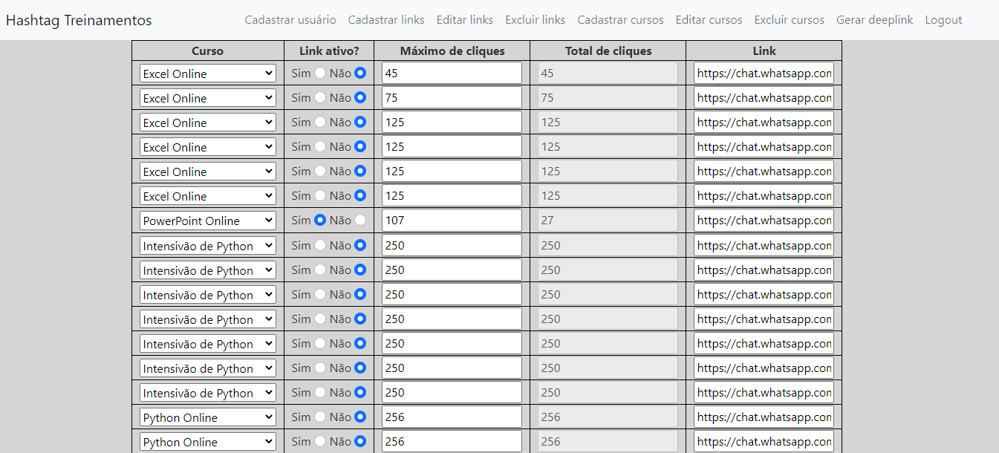 Hashtag Treinamentos Cadastrar usuário Cadastrar links Editar links Excluir links Cadastrar cursos Editar cursos Excluir cursos Gerar deeplink Logout
Curso Link ativo? Máximo de cliques Total de cliques Link
Excel Online Sim Não 45 45 https://chat.whatsapp.con
Excel Online Sim Não 75 75 https://chat.whatsapp.con
Excel Online Sim Não 125 125 https://chat.whatsapp.con
Excel Online Sim Não 125 125 https://chat.whatsapp.con
Excel Online Sim Não 125 125 https://chat.whatsapp.con
Excel Online Sim Não 125 125 https://chat.whatsapp.con
PowerPoint Online Sim Não 107 27 https://chat.whatsapp.con
Intensivão de Python Sim Não 250 250 https://chat.whatsapp.con
Intensivão de Python Sim Não 250 250 https://chat.whatsapp.con
Intensivão de Python Sim Não 250 250 https://chat.whatsapp.con
Intensivão de Python Sim Não 250 250 https://chat.whatsapp.con
Intensivão de Python Sim Não 250 250 https://chat.whatsapp.con
Intensivão de Python Sim Não 250 250 https://chat.whatsapp.con
Intensivão de Python Sim Não 250 250 https://chat.whatsapp.con
Python Online Sim Não 256 256 https://chat.whatsapp.con
Python Online Sim Não 256 256 https://chat.whatsapp.con